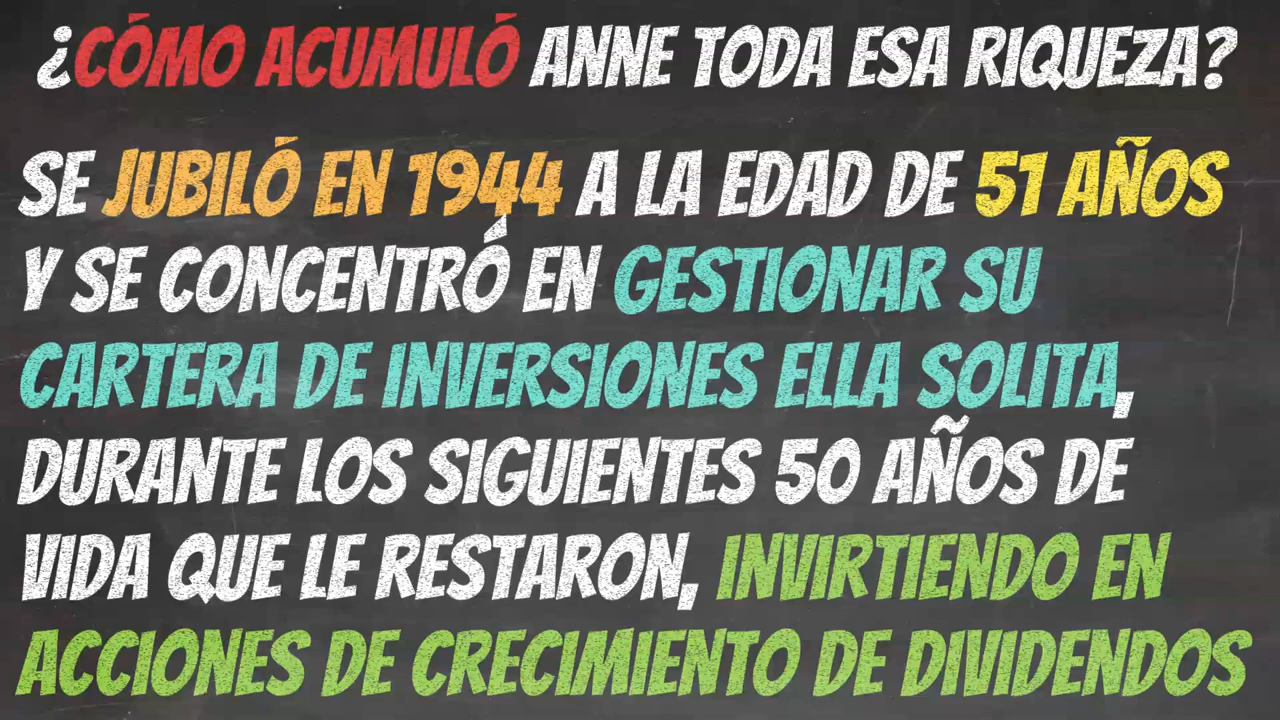 ¿CÓMO ACUMULÓ ANNE TODA ESA RIQUEZA?
SE JUBILÓ EN 1944 A LA EDAD DE 51 AÑOS
Y SE CONCENTRÓ EN GESTIONAR SU
CARTERA DE INVERSIONES ELLA SOLITA,
DURANTE LOS SIGUIENTES 50 AÑOS DE
VIDA QUE LE RESTARON, INVIRTIENDO EN
ACCIONES DE CRECIMIENTO DE DIVIDENDOS